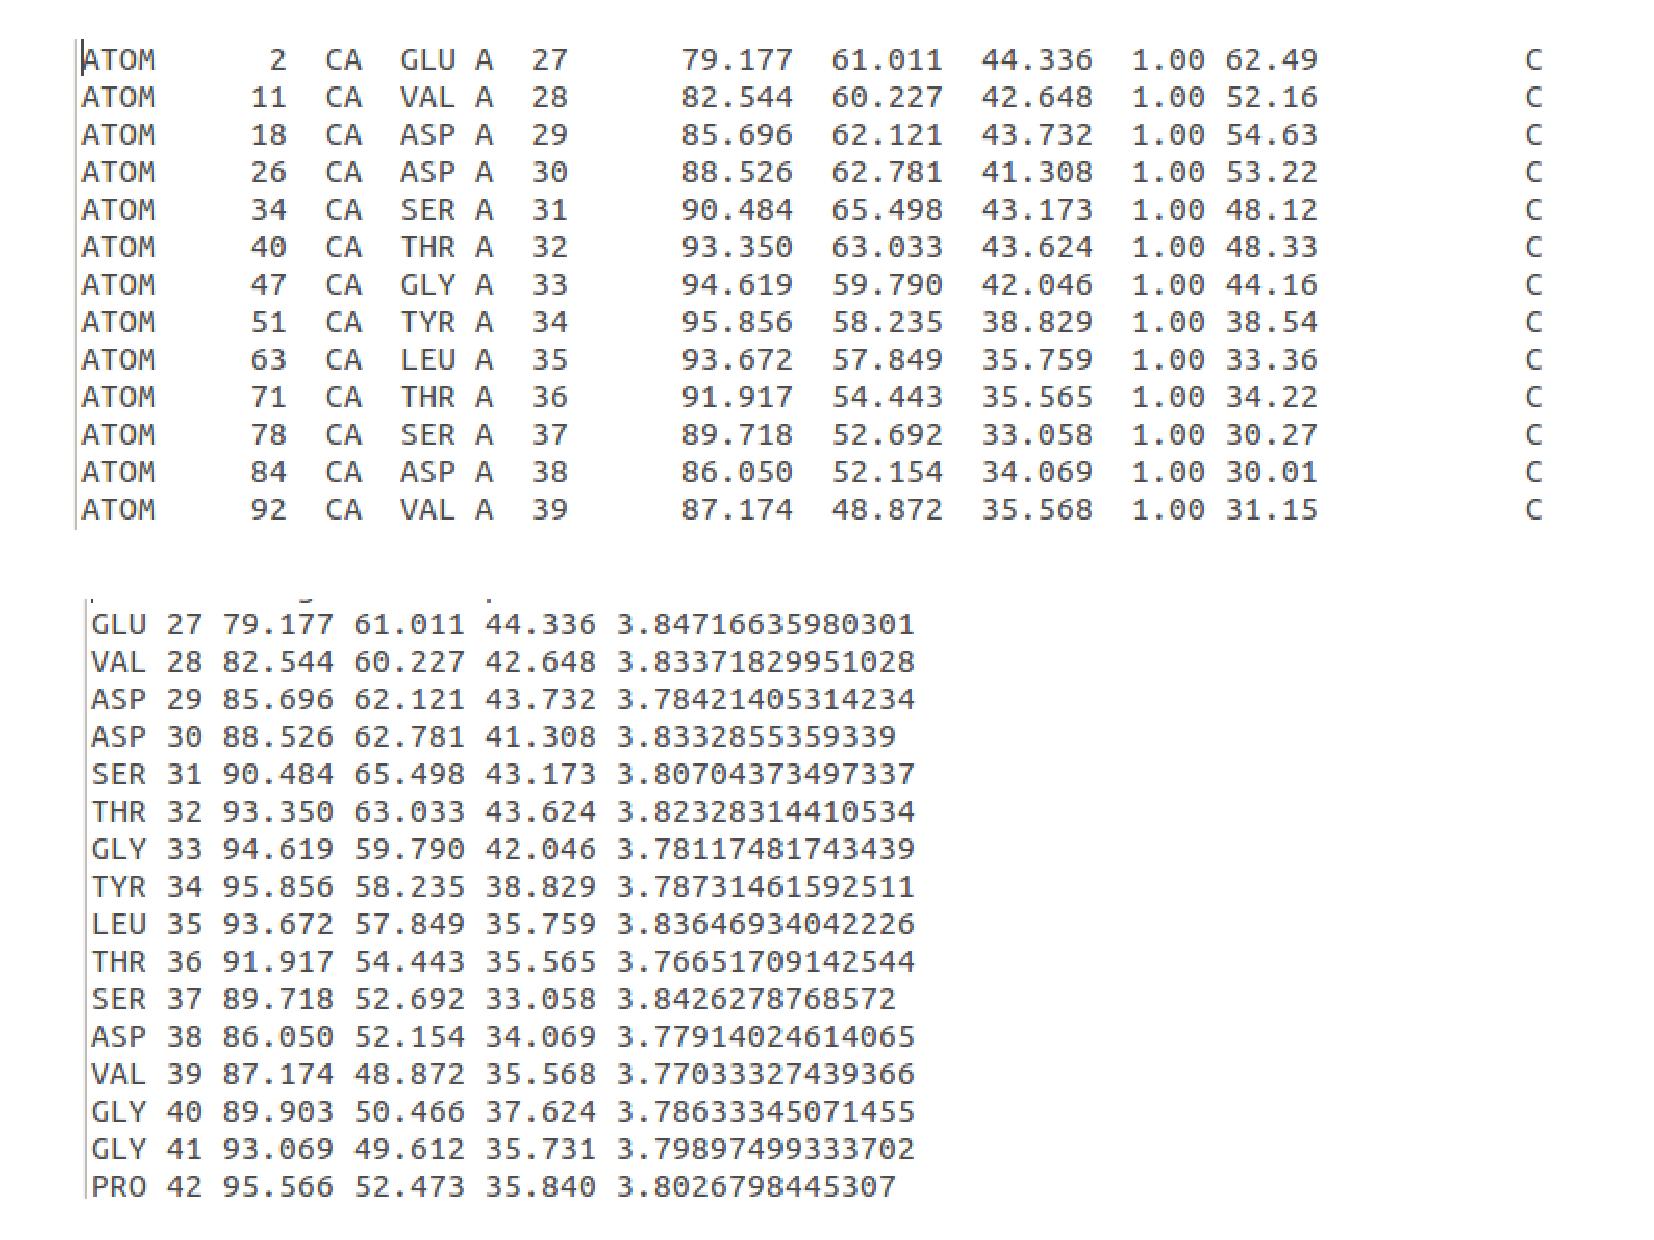 ATOM 2 CA GLU A 27 79.177 61.011 44.336 1.00 62.49 C
ATOM 11 CA VAL A 28 82.544 60.227 42.648 1.00 52.16 C
ATOM 18 CA ASP A 29 85.696 62.121 43.732 1.00 54.63 C
ATOM 26 CA ASP A 30 88.526 62.781 41.308 1.00 53.22 C
ATOM 34 CA SER A 31 90.484 65.498 43.173 1.00 48.12 C
ATOM 40 CA THR A 32 93.350 63.033 43.624 1.00 48.33 C
ATOM 47 CA GLY A 33 94.619 59.790 42.046 1.00 44.16 C
ATOM 51 CA TYR A 34 95.856 58.235 38.829 1.00 38.54 C
ATOM 63 CA LEU A 35 93.672 57.849 35.759 1.00 33.36 C
ATOM 71 CA THR A 36 91.917 54.443 35.565 1.00 34.22 C
ATOM 78 CA SER A 37 89.718 52.692 33.058 1.00 30.27 C
ATOM 84 CA ASP A 38 86.050 52.154 34.069 1.00 30.01 C
ATOM 92 CA VAL A 39 87.174 48.872 35.568 1.00 31.15 C
GLU 27 79.177 61.011 44.336 3.84716635980301
VAL 28 82.544 60.227 42.648 3.83371829951028
ASP 29 85.696 62.121 43.732 3.78421405314234
ASP 30 88.526 62.781 41.308 3.8332855359339
SER 31 90.484 65.498 43.173 3.80704373497337
THR 32 93.350 63.033 43.624 3.82328314410534
GLY 33 94.619 59.790 42.046 3.78117481743439
TYR 34 95.856 58.235 38.829 3.78731461592511
LEU 35 93.672 57.849 35.759 3.83646934042226
THR 36 91.917 54.443 35.565 3.76651709142544
SER 37 89.718 52.692 33.058 3.8426278768572
ASP 38 86.050 52.154 34.069 3.77914024614065
VAL 39 87.174 48.872 35.568 3.77033327439366
GLY 40 89.903 50.466 37.624 3.78633345071455
GLY 41 93.069 49.612 35.731 3.79897499333702
PRO 42 95.566 52.473 35.840 3.8026798445307